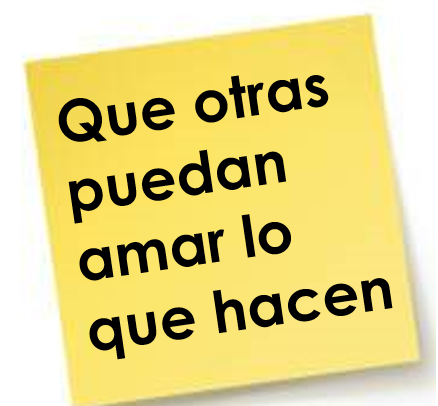 Que otras
puedan
amar lo
que hacen